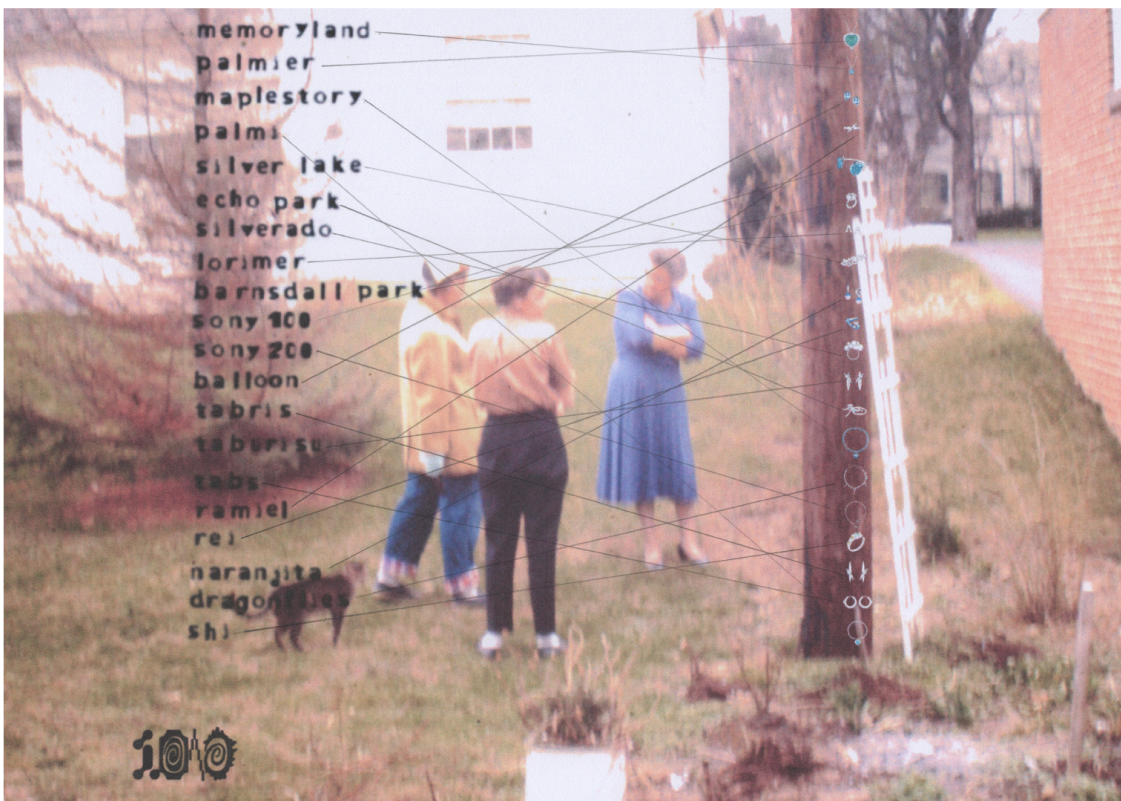 memoryland
palmier
maplestory
palmi
silver lake
echo park
silverado
lorimer
barnsdall park
sony 100
sony 200
balloon
tabris
taburisu
tabs
ramiel
rei
naranjita
dragonflies
shi